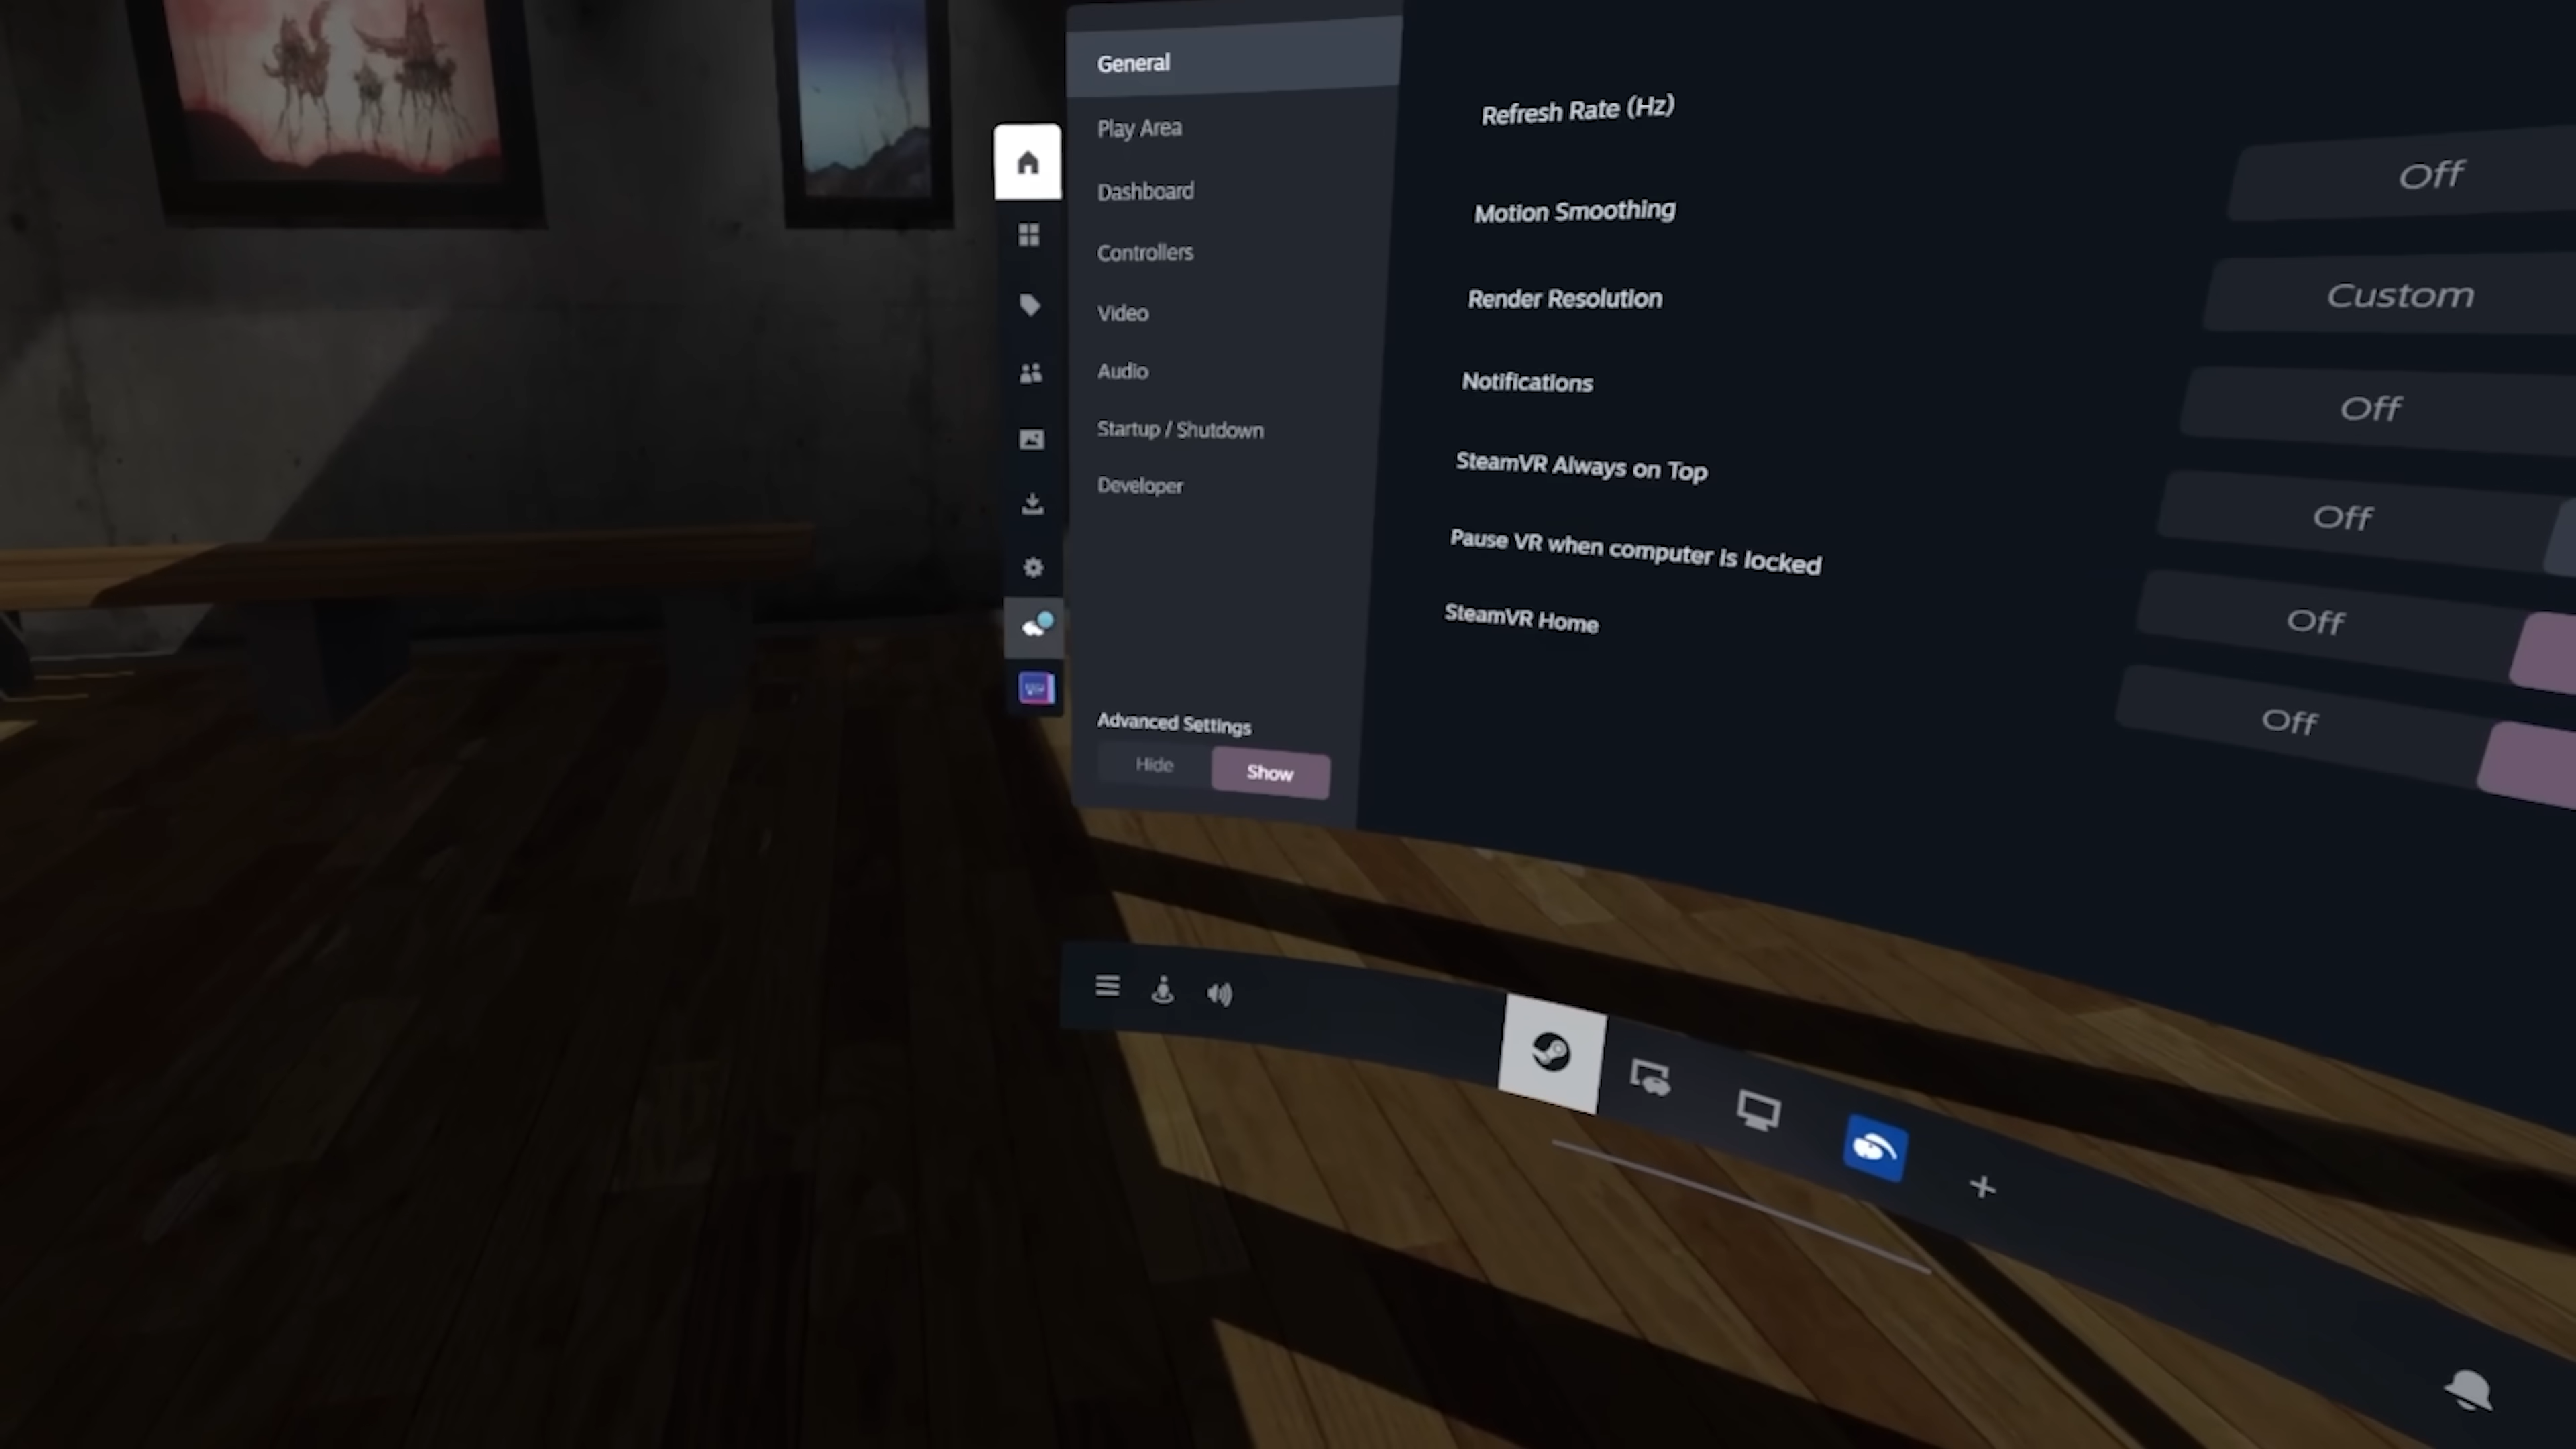 General
Play Area
Dashboard
Controllers
Video
Audio
Startup / Shutdown
Developer
Advanced Settings
Hide Show
Refresh Rate (Hz)
Motion Smoothing Off
Render Resolution Custom
Notifications Off
SteamVR Always on Top Off
Pause VR when computer is locked Off
SteamVR Home Off